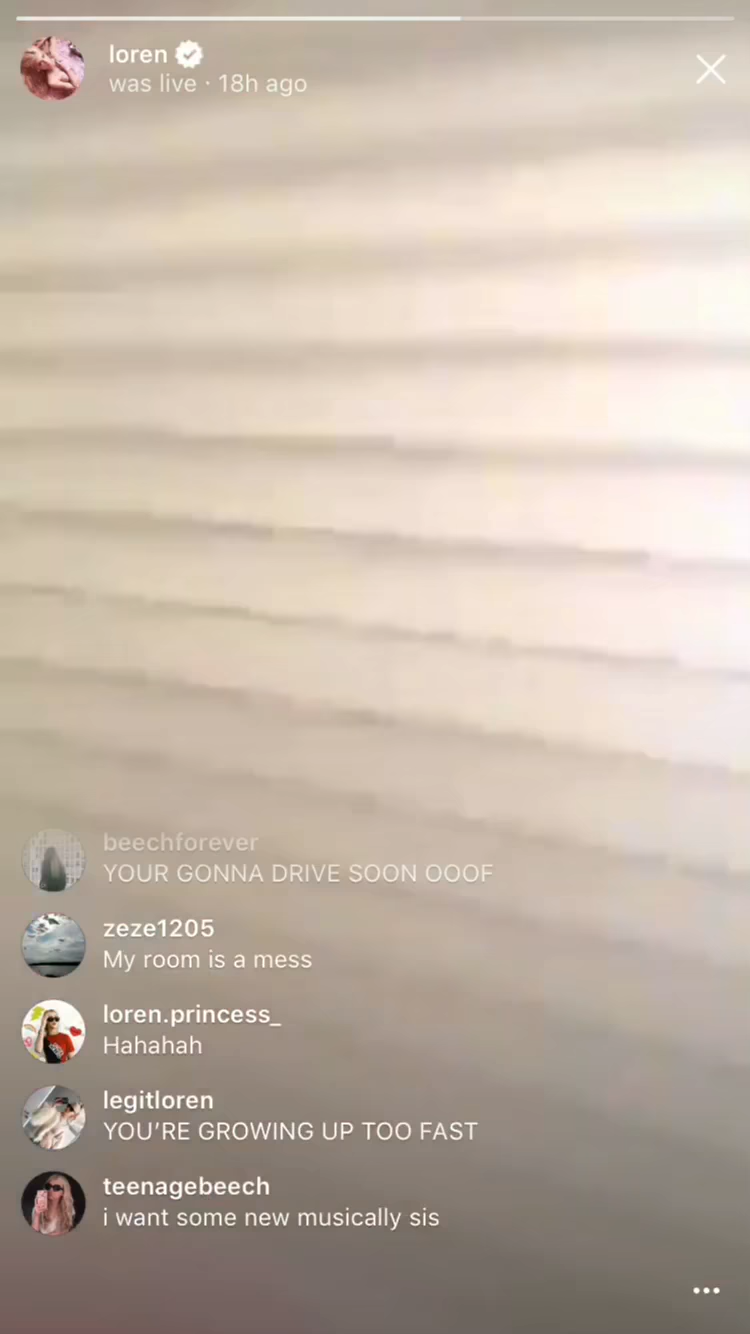 loren
was live · 18h ago
beechforever
YOUR GONNA DRIVE SOON OOOF
zeze1205
My room is a mess
loren.princess_
Hahahah
legitloren
YOU’RE GROWING UP TOO FAST
teenagebeech
i want some new musically sis